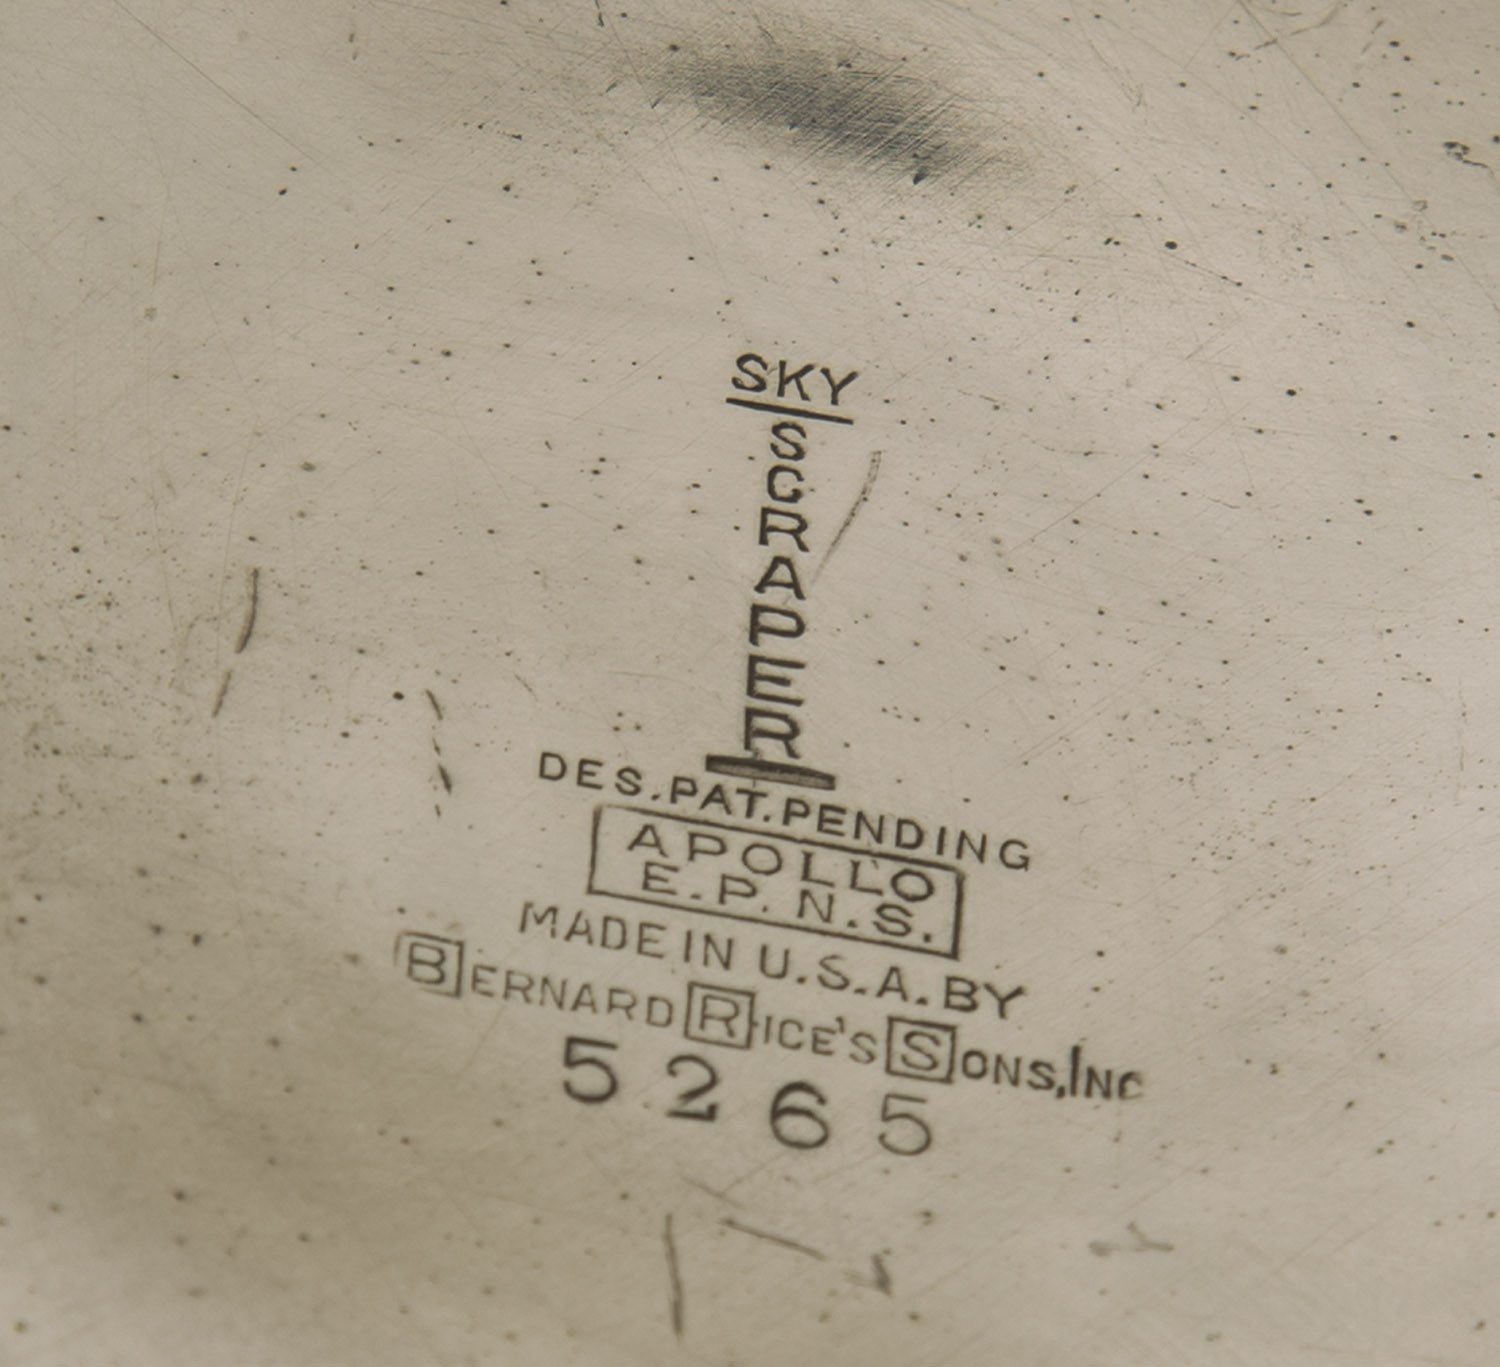 SKY
SCRAPER
DES.PAT.PENDING
APOLLO
E.P.N.S.
MADE IN U.S.A.BY
BERNARD RICE'S SONS,INC
5265